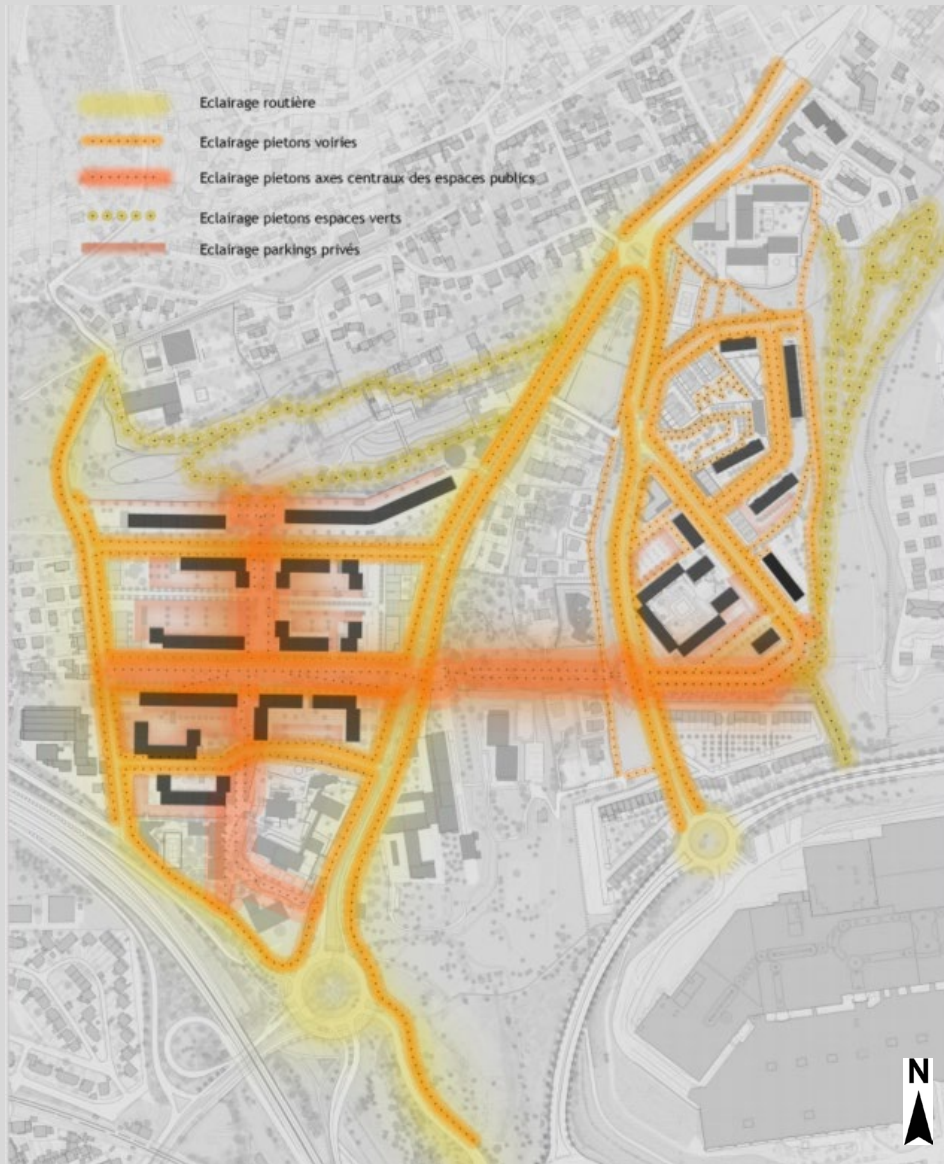 Eclairage routière
Eclairage pietons voiries
Eclairage pietons axes centraux des espaces publics
Eclairage pietons espaces verts
Eclairage parkings privés
N